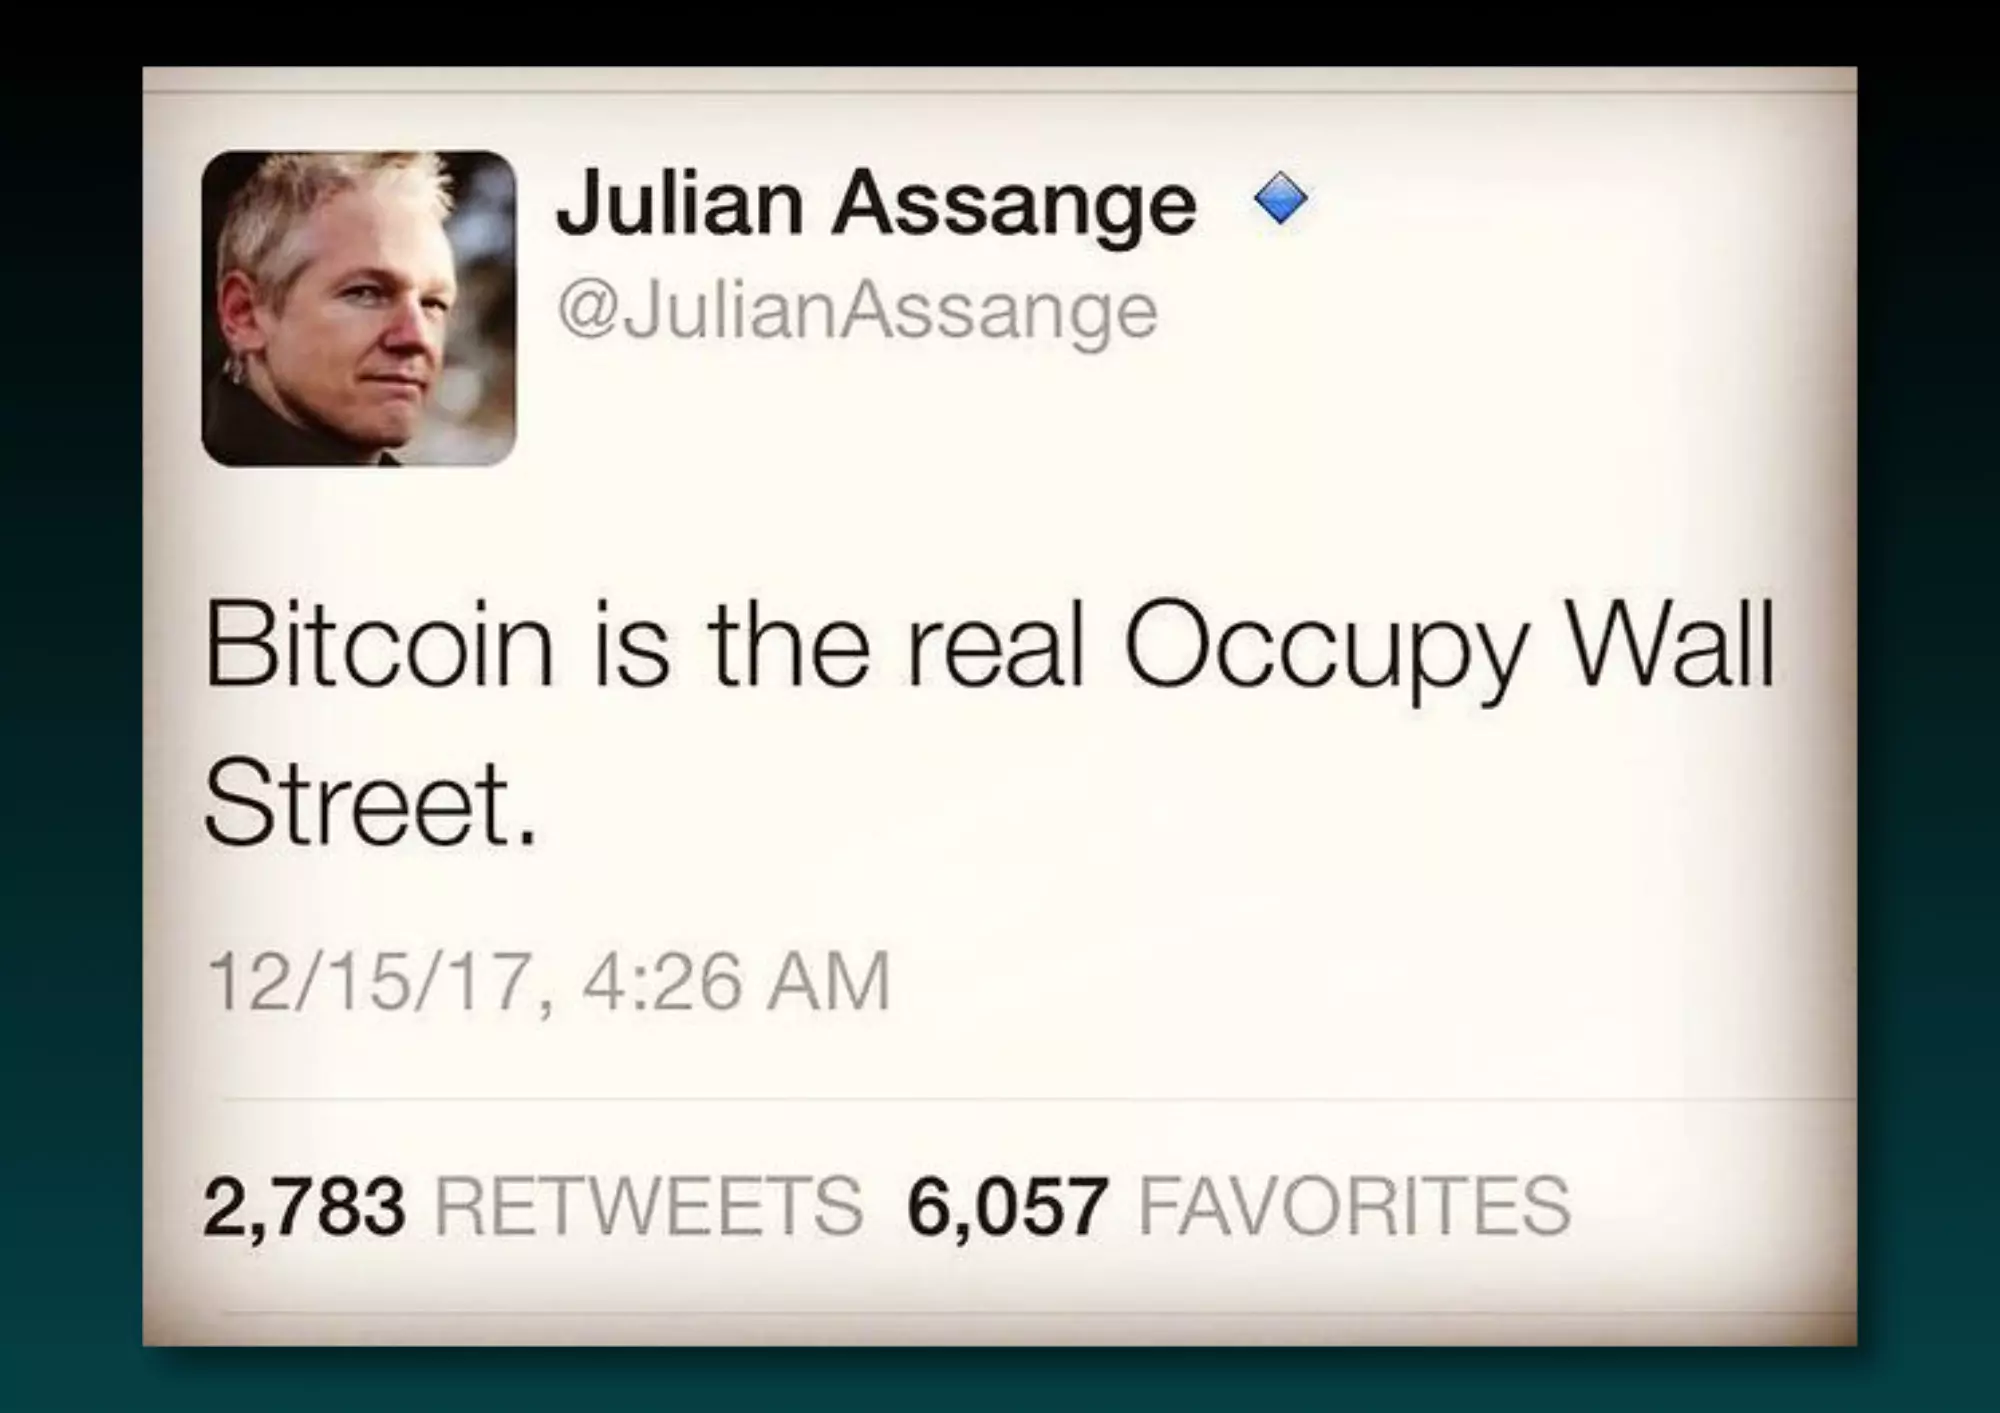 Julian Assange
@JulianAssange
Bitcoin is the real Occupy Wall
Street.
12/15/17, 4:26 AM
2,783 RETWEETS 6,057 FAVORITES